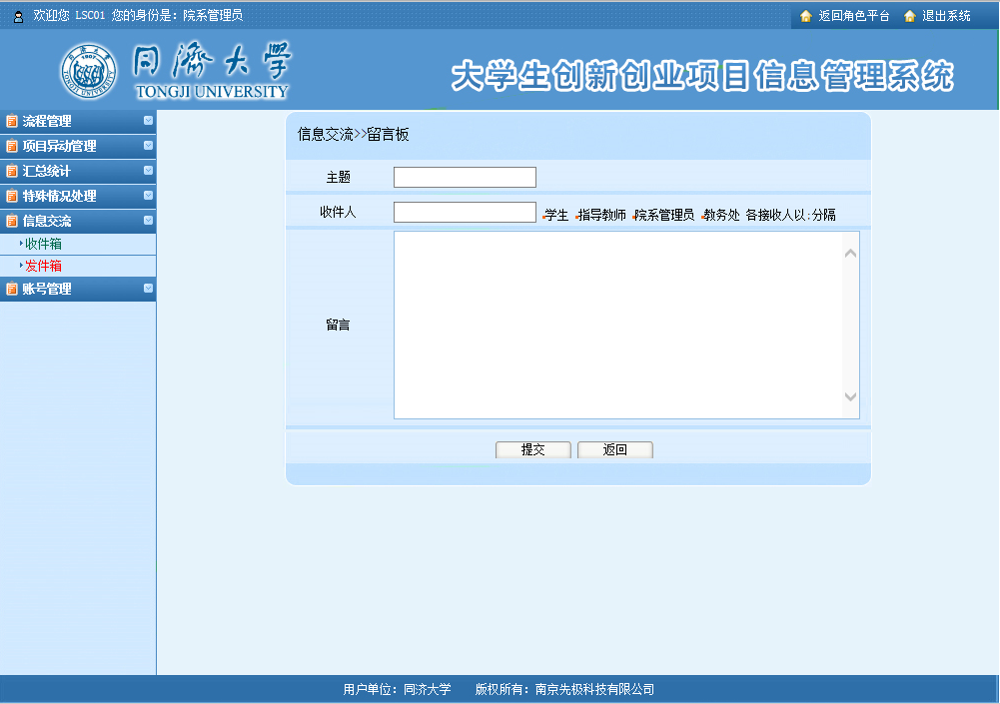 欢迎您 LSC01 您的身份是：院系管理员
返回角色平台 退出系统
同济大学
TONGJI UNIVERSITY
大学生创新创业项目信息管理系统
流程管理
项目异动管理
汇总统计
特殊情况处理
信息交流
收件箱
发件箱
账号管理
信息交流>>留言板
主题
收件人 学生 指导教师 院系管理员 教务处 各接收人以;分隔
留言
提交 返回
用户单位：同济大学 版权所有：南京先极科技有限公司